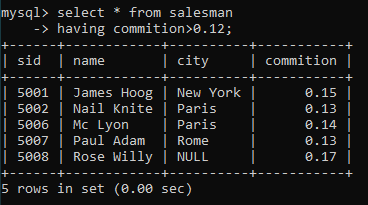 mysql> select * from salesman
    -> having commition>0.12;
+------+------------+----------+-----------+
| sid  | name       | city     | commition |
+------+------------+----------+-----------+
| 5001 | James Hoog | New York |      0.15 |
| 5002 | Nail Knite | Paris    |      0.13 |
| 5006 | Mc Lyon    | Paris    |      0.14 |
| 5007 | Paul Adam  | Rome     |      0.13 |
| 5008 | Rose Willy | NULL     |      0.17 |
+------+------------+----------+-----------+
5 rows in set (0.00 sec)